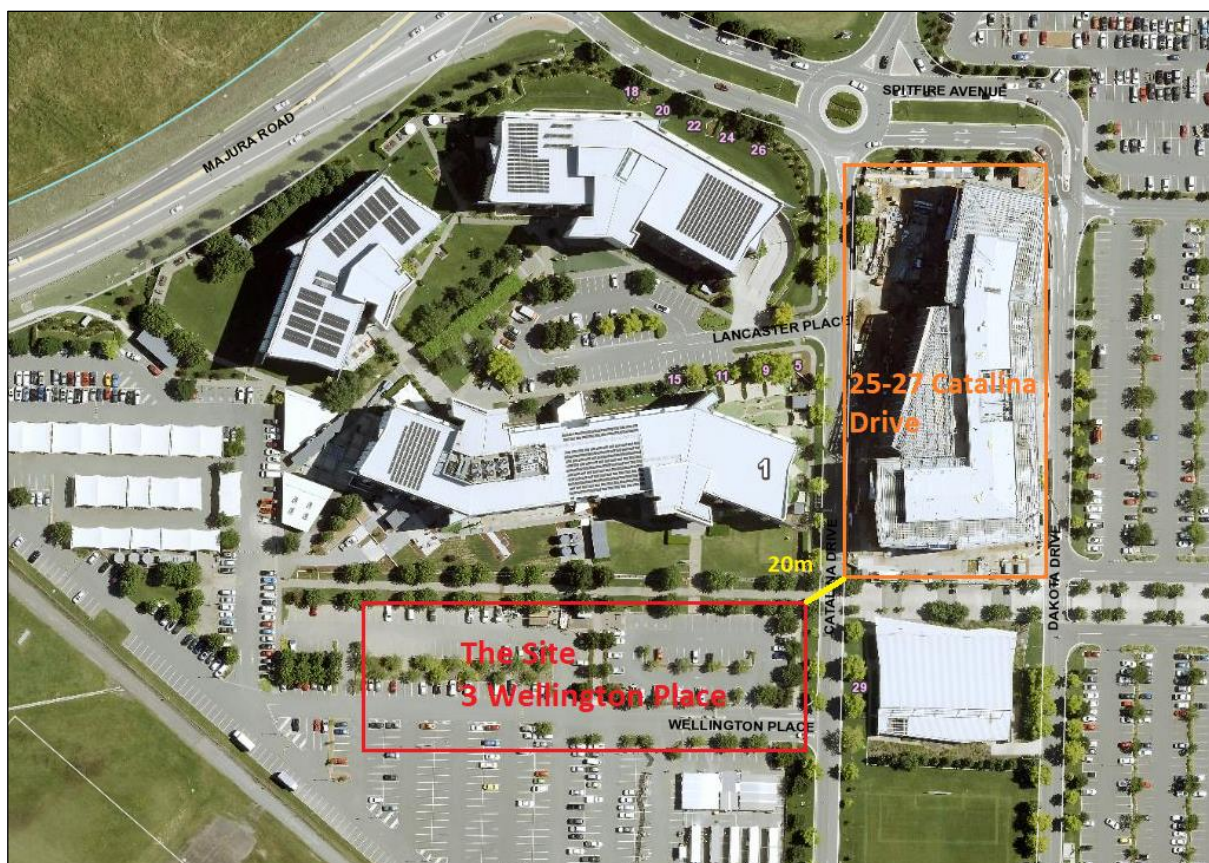 MAJURA ROAD
SPITFIRE AVENUE
18
20
22
24
26
LANCASTER PLACE
15
11
9
5
25-27 Catalina
Drive
1
20m
CATALINA DRIVE
DAKOTA DRIVE
The Site
3 Wellington Place
29
WELLINGTON PLACE